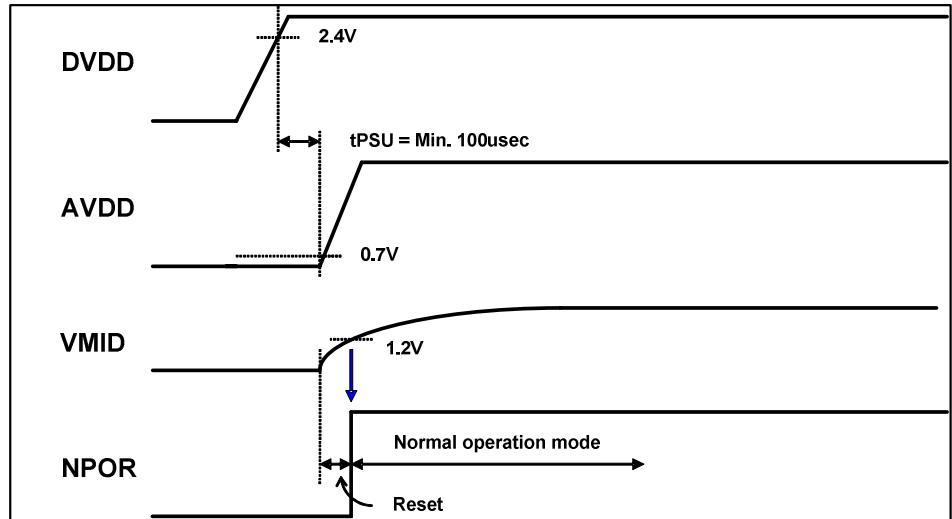 DVDD
2.4V
tPSU = Min. 100usec
AVDD
0.7V
VMID
1.2V
Normal operation mode
NPOR
Reset